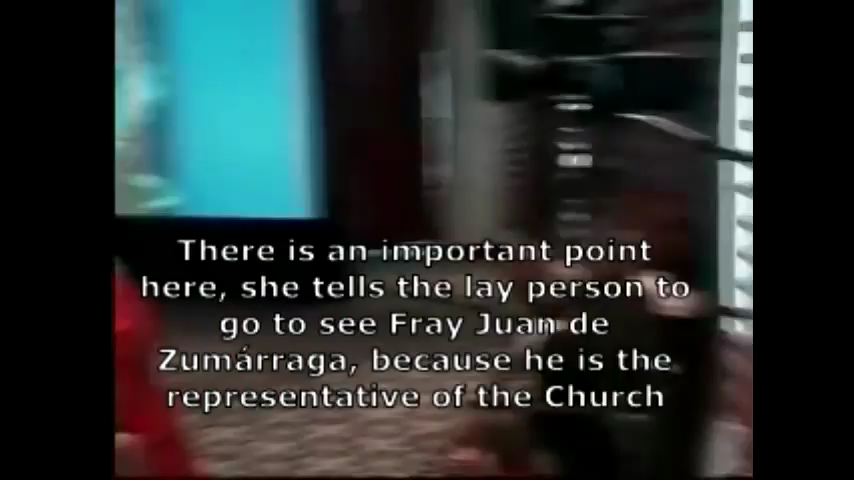 There is an important point
here, she tells the lay person to
go to see Fray Juan de
Zumárraga, because he is the
representative of the Church